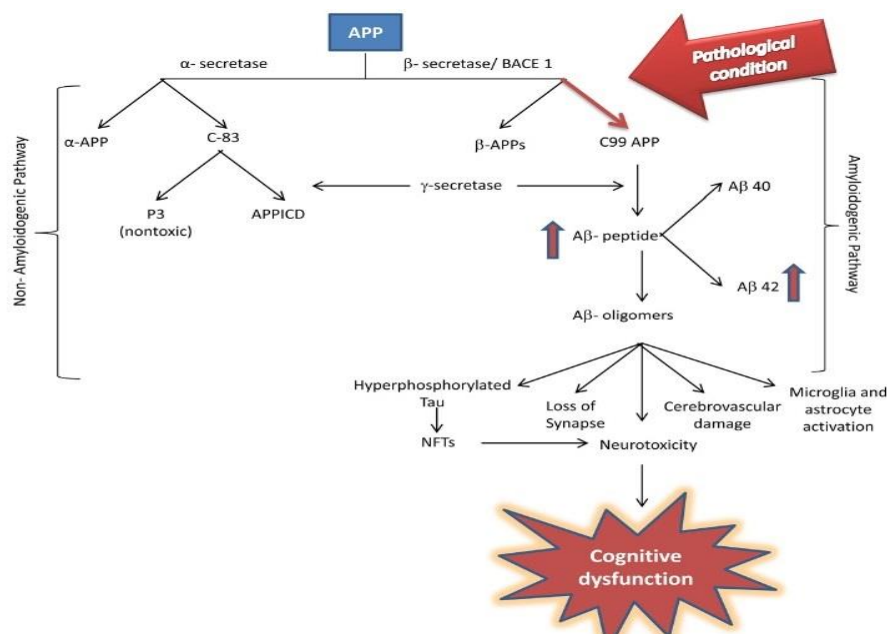 APP
Pathological
condition
α- secretase
β- secretase/ BACE 1
Non- Amyloidogenic Pathway
Amyloidogenic Pathway
α-APP
C-83
β-APPs
C99 APP
γ-secretase
P3
(nontoxic)
APPICD
Aβ 40
Aβ- peptide
Aβ 42
Aβ- oligomers
Hyperphosphorylated
Tau
Loss of
Synapse
Cerebrovascular
damage
Microglia and
astrocyte
activation
NFTs
Neurotoxicity
Cognitive
dysfunction